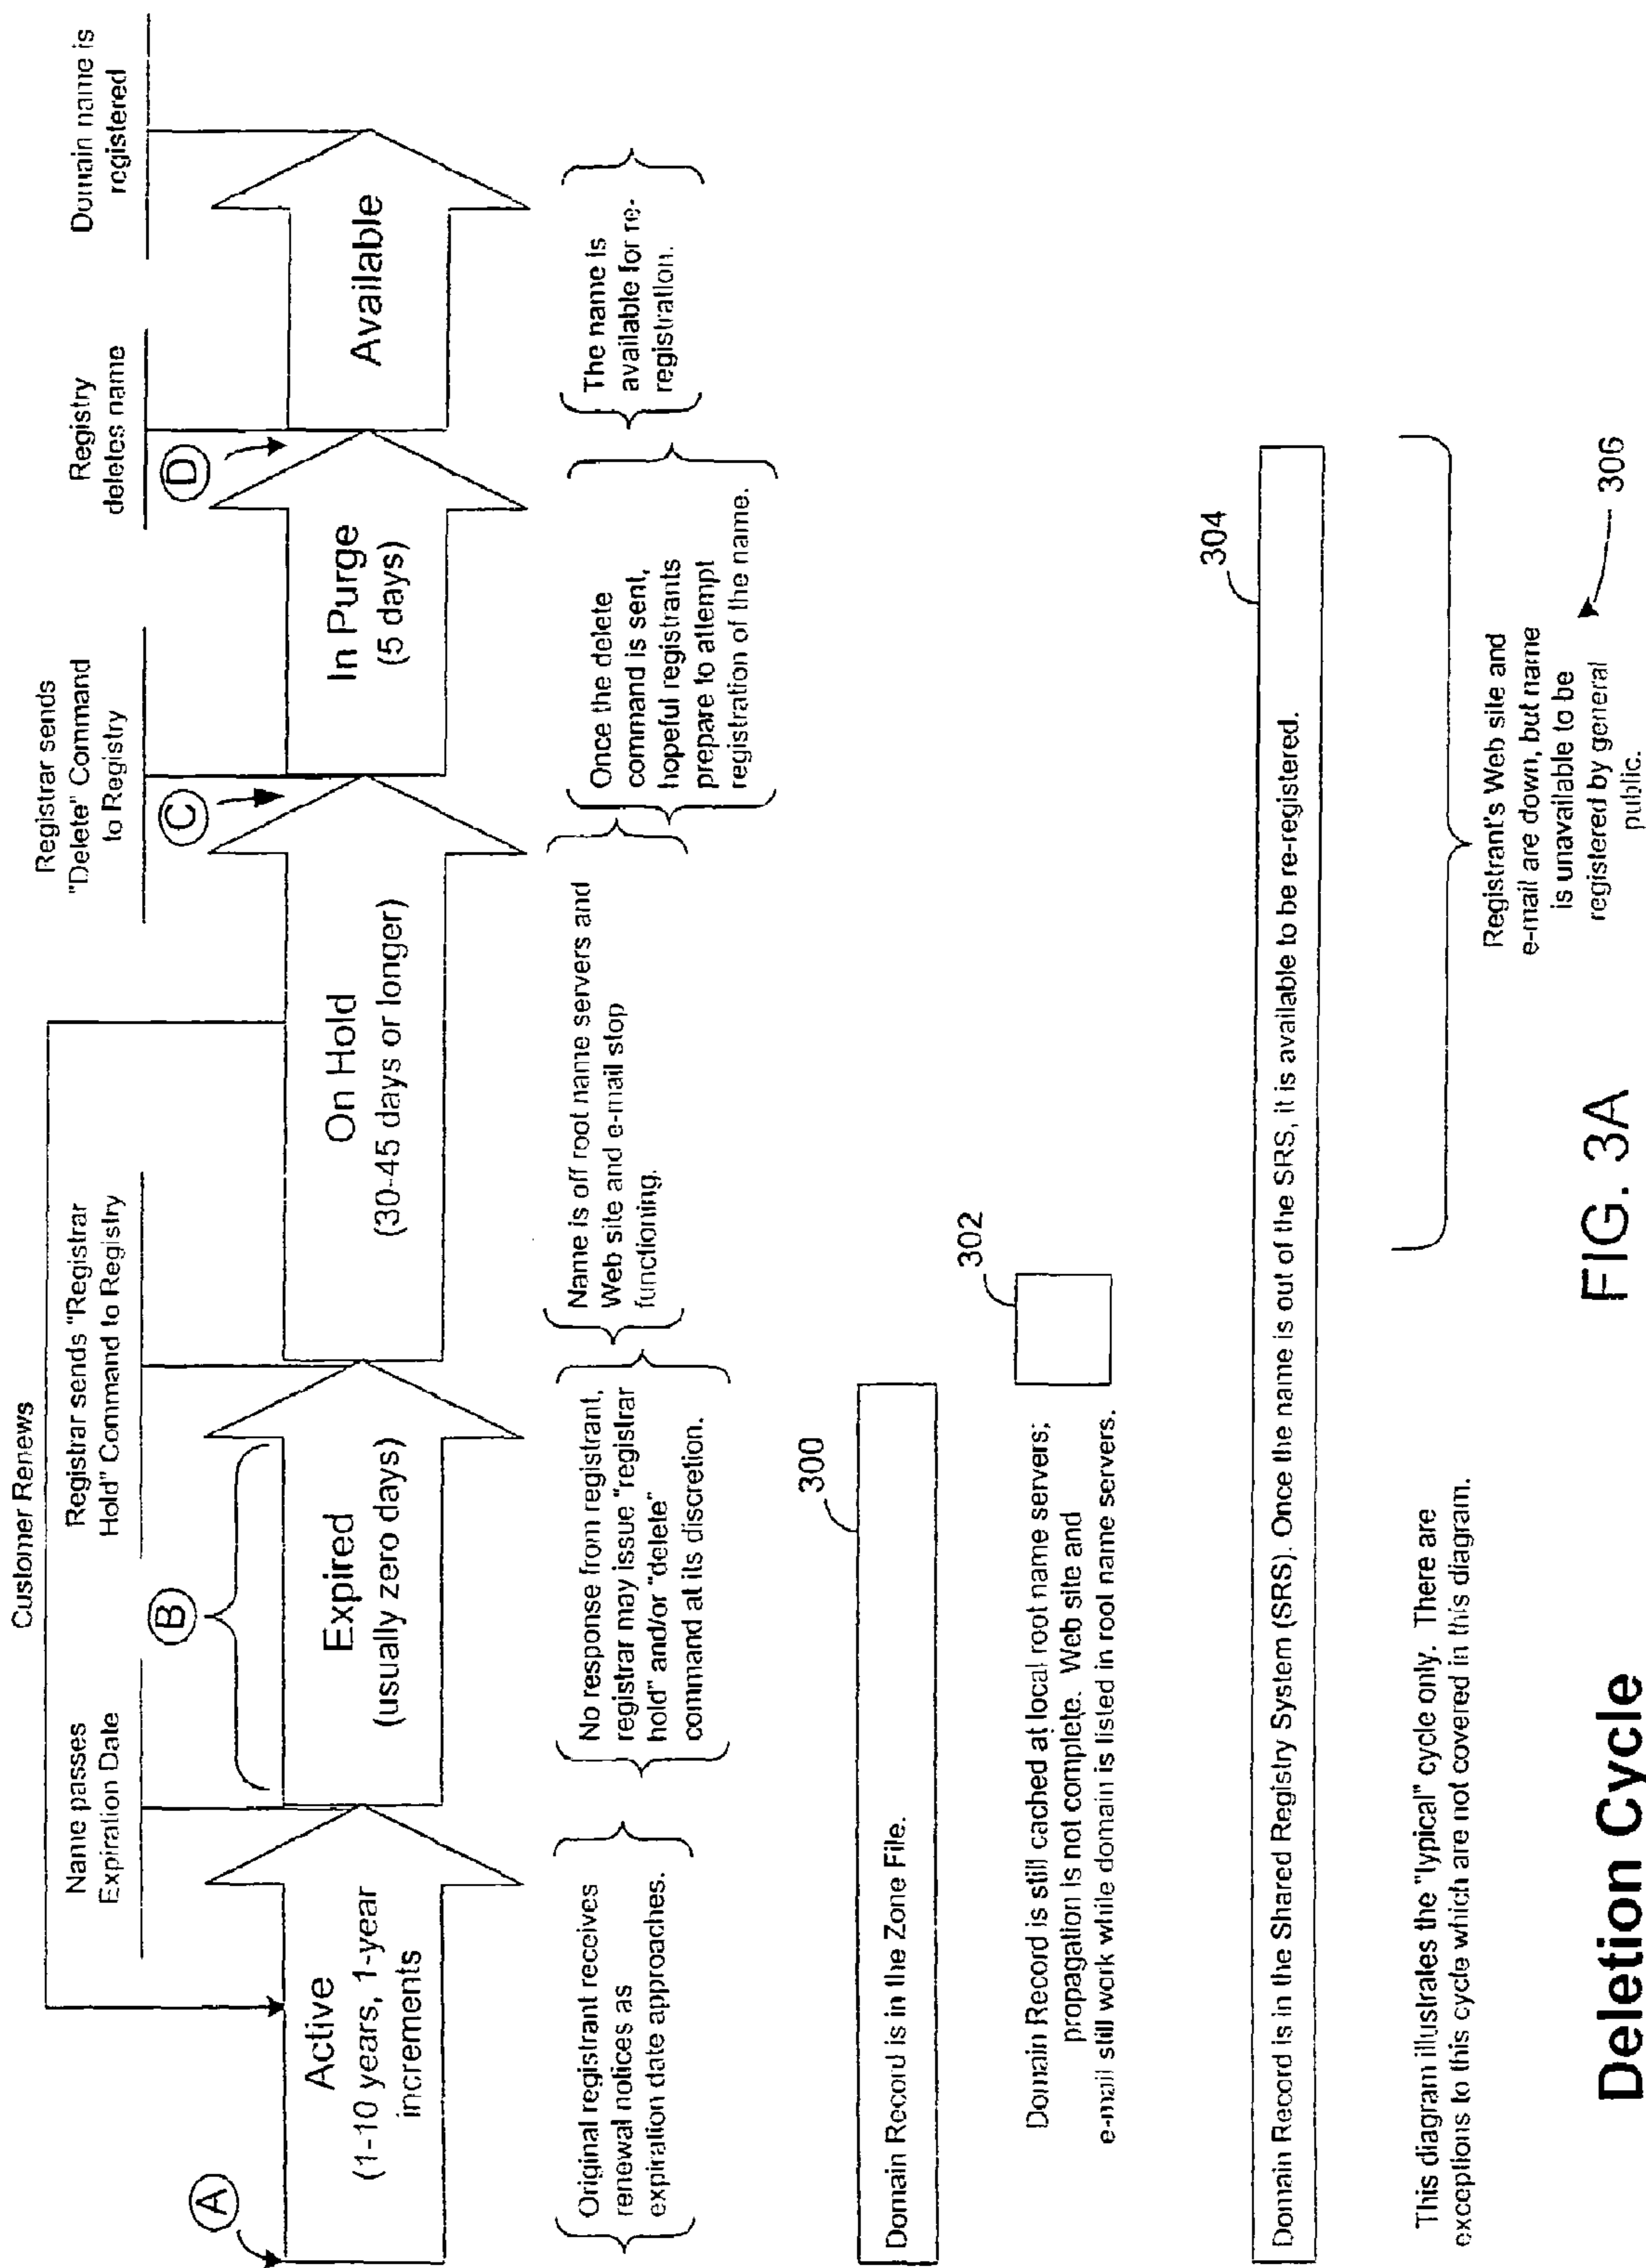 Customer Renews
Name passes
Expiration Date
Registrar sends "Registrar
Hold" Command to Registry
Registrar sends
"Delete" Command
to Registry
Registry
deletes name
Domain name is
registered
A
B
C
D
Active
(1-10 years, 1-year
increments
Expired
(usually zero days)
On Hold
(30-45 days or longer)
In Purge
(5 days)
Available
Original registrant receives
renewal notices as
expiration date approaches.
No response from registrant,
registrar may issue "registrar
hold" and/or "delete"
command at its discretion.
Name is off root name servers and
Web site and e-mail stop
functioning.
Once the delete
command is sent,
hopeful registrants
prepare to attempt
registration of the name.
The name is
available for re-
registration.
300
Domain Record is in the Zone File.
302
Domain Record is still cached at local root name servers;
propagation is not complete. Web site and
e-mail still work while domain is listed in root name servers.
304
Domain Record is in the Shared Registry System (SRS). Once the name is out of the SRS, it is available to be re-registered.
This diagram illustrates the "typical" cycle only. There are
exceptions to this cycle which are not covered in this diagram.
Registrant's Web site and
e-mail are down, but name
is unavailable to be
registered by general
public.
306
Deletion Cycle
FIG. 3A